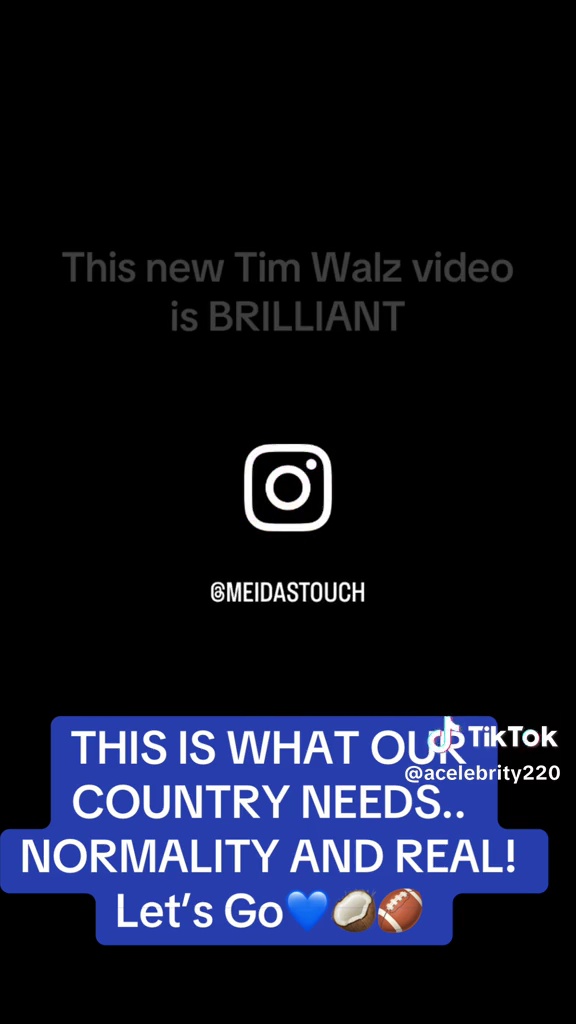 This new Tim Walz video
is BRILLIANT
@MEIDASTOUCH
THIS IS WHAT OUR
COUNTRY NEEDS..
NORMALITY AND REAL!
Let’s Go💙🥥🏈
TikTok
@acelebrity220